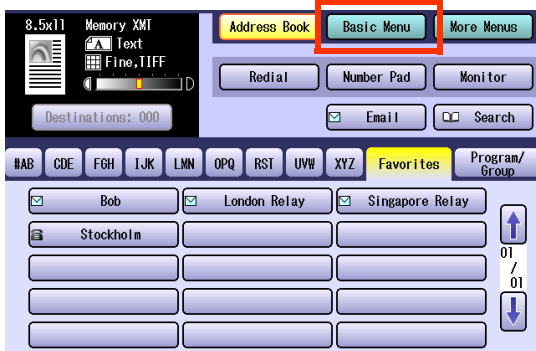 8.5x11 Memory XMT
A Text
Fine,TIFF
D
Destinations: 000
Address Book Basic Menu More Menus
Redial Number Pad Monitor
Email Search
#AB CDE FGH IJK LMN OPQ RST UVW XYZ Favorites Program/
Group
Bob London Relay Singapore Relay
Stockholm
01
/
01